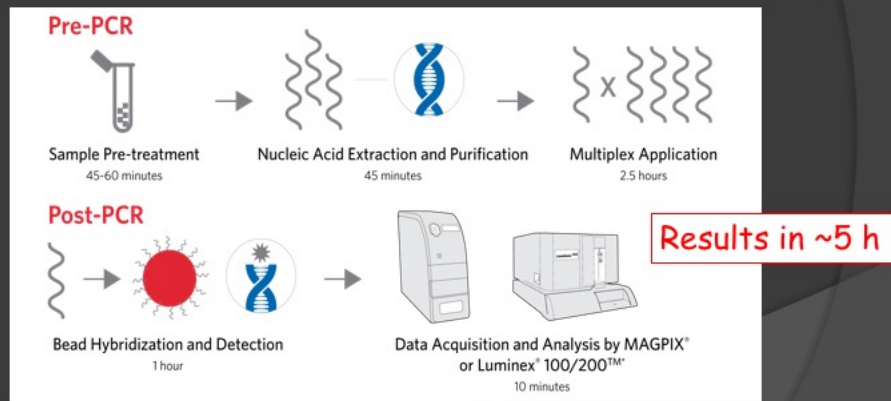 Pre-PCR
Sample Pre-treatment
45-60 minutes
Nucleic Acid Extraction and Purification
45 minutes
X
Multiplex Application
2.5 hours
Post-PCR
Results in ~5 h
Bead Hybridization and Detection
1 hour
Data Acquisition and Analysis by MAGPIX®
or Luminex® 100/200™*
10 minutes